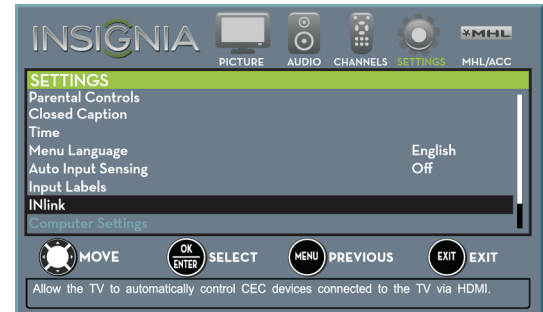 INSIGNIA
PICTURE AUDIO CHANNELS SETTINGS MHL/ACC
MHL
SETTINGS
Parental Controls
Closed Caption
Time
Menu Language English
Auto Input Sensing Off
Input Labels
INlink
Computer Settings
MOVE OK ENTER SELECT MENU PREVIOUS EXIT EXIT
Allow the TV to automatically control CEC devices connected to the TV via HDMI.